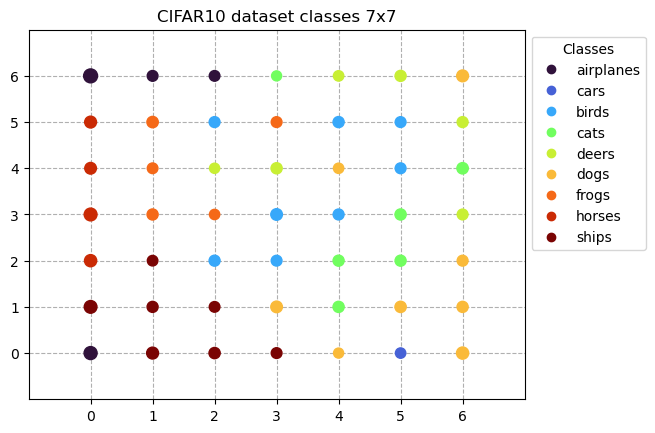 CIFAR10 dataset classes 7x7
6
5
4
3
2
1
0
0 1 2 3 4 5 6
Classes
airplanes
cars
birds
cats
deers
dogs
frogs
horses
ships